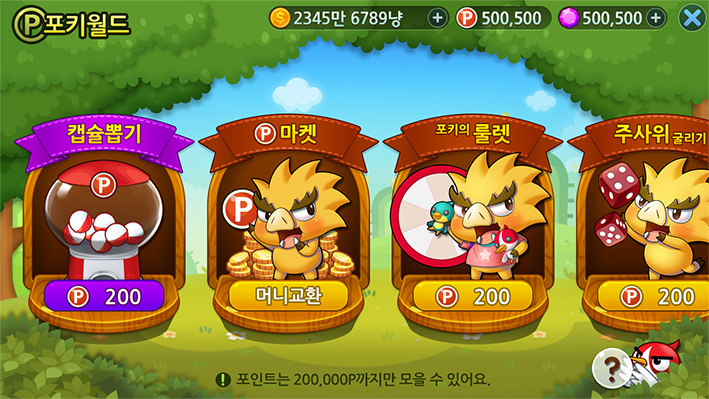 P포키월드
2345만 6789냥 +
P 500,500
500,500 +
캡슐뽑기
P마켓
포키의 룰렛
주사위 굴리기
P
P
P 200
머니교환
P 200
P 200
! 포인트는 200,000P까지만 모을 수 있어요.
?